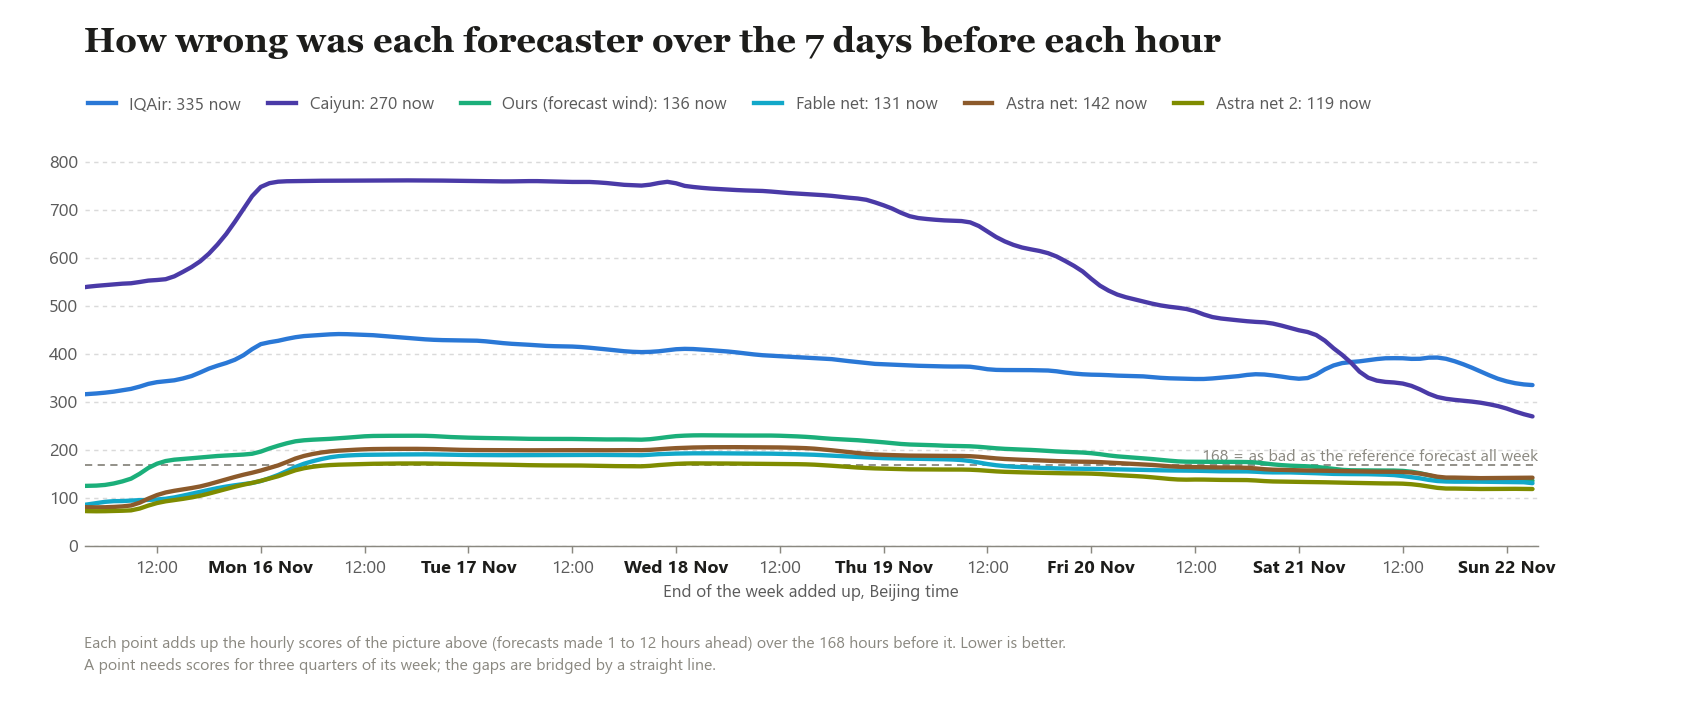 How wrong was each forecaster over the 7 days before each hour
IQAir: 335 now Caiyun: 270 now Ours (forecast wind): 136 now Fable net: 131 now Astra net: 142 now Astra net 2: 119 now
800
700
600
500
400
300
200
168 = as bad as the reference forecast all week
100
0
12:00 Mon 16 Nov 12:00 Tue 17 Nov 12:00 Wed 18 Nov 12:00 Thu 19 Nov 12:00 Fri 20 Nov 12:00 Sat 21 Nov 12:00 Sun 22 Nov
End of the week added up, Beijing time
Each point adds up the hourly scores of the picture above (forecasts made 1 to 12 hours ahead) over the 168 hours before it. Lower is better.
A point needs scores for three quarters of its week; the gaps are bridged by a straight line.